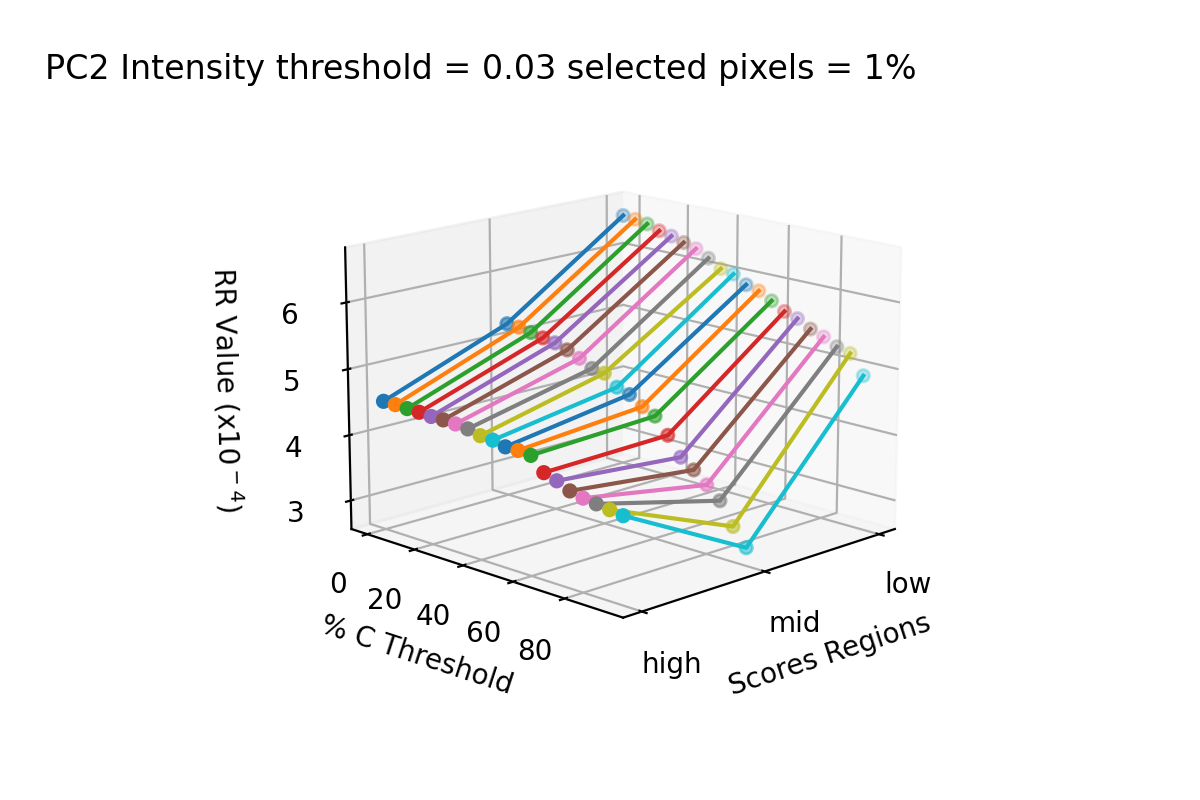 PC2 Intensity threshold = 0.03 selected pixels = 1%
RR Value (x10⁻⁴)
6
5
4
3
0
20
40
60
80
% C Threshold
high
mid
low
Scores Regions